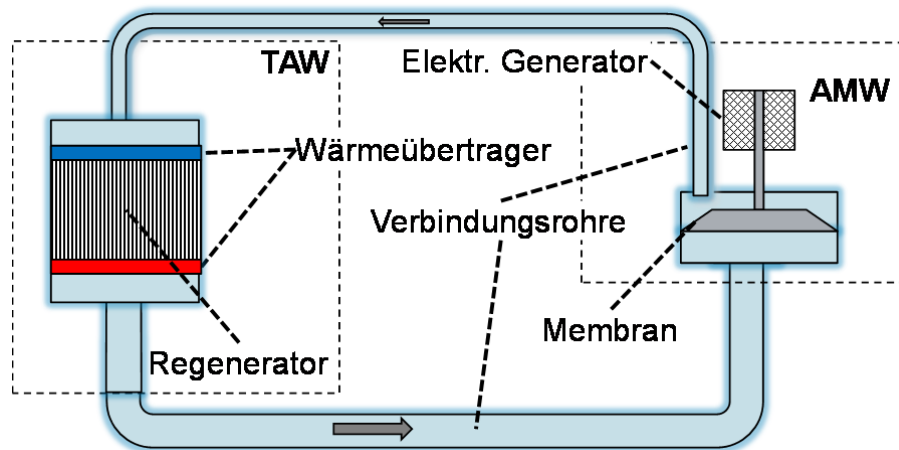 TAW
Elektr. Generator
AMW
Wärmeübertrager
Verbindungsrohre
Membran
Regenerator